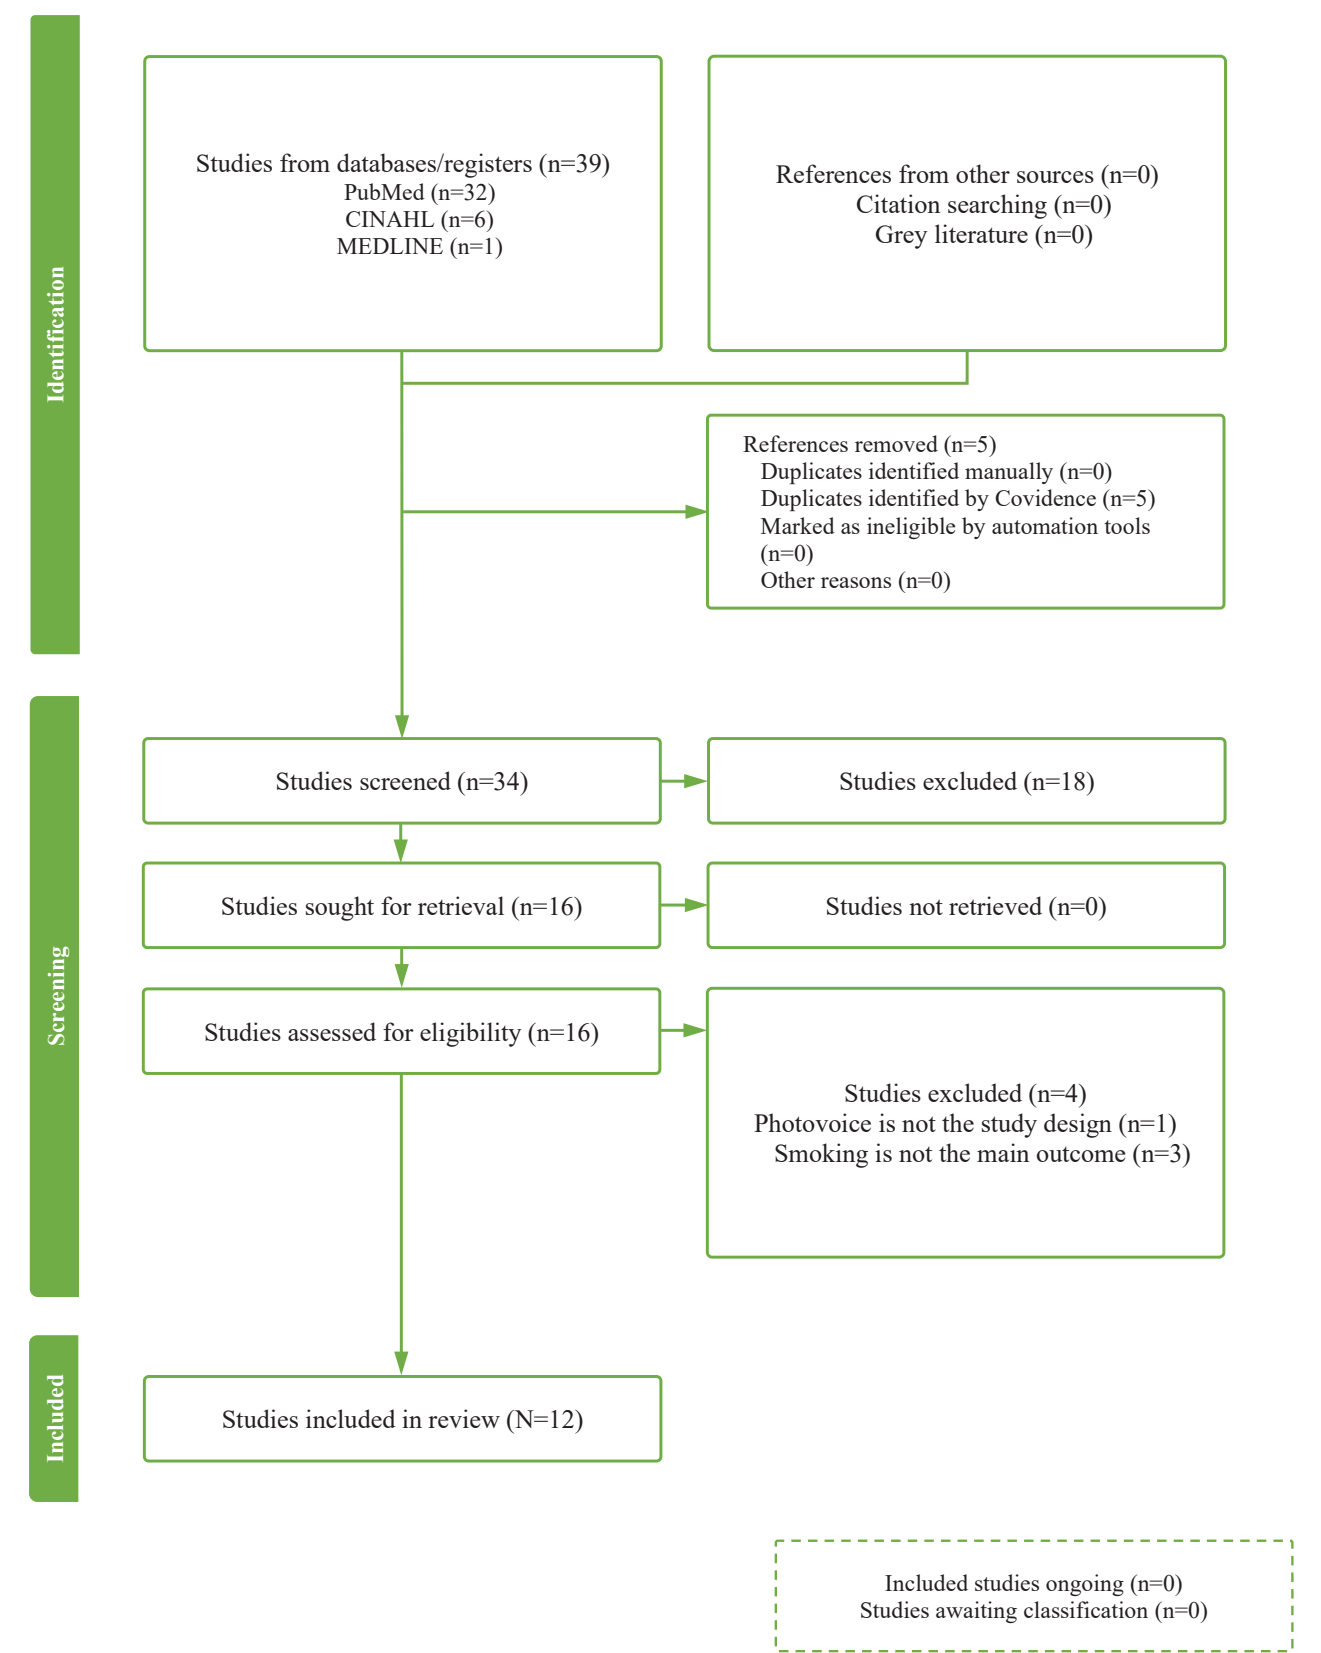 Identification
Studies from databases/registers (n=39)
PubMed (n=32)
CINAHL (n=6)
MEDLINE (n=1)
References from other sources (n=0)
Citation searching (n=0)
Grey literature (n=0)
References removed (n=5)
Duplicates identified manually (n=0)
Duplicates identified by Covidence (n=5)
Marked as ineligible by automation tools
(n=0)
Other reasons (n=0)
Screening
Studies screened (n=34)
Studies excluded (n=18)
Studies sought for retrieval (n=16)
Studies not retrieved (n=0)
Studies assessed for eligibility (n=16)
Studies excluded (n=4)
Photovoice is not the study design (n=1)
Smoking is not the main outcome (n=3)
Included
Studies included in review (N=12)
Included studies ongoing (n=0)
Studies awaiting classification (n=0)